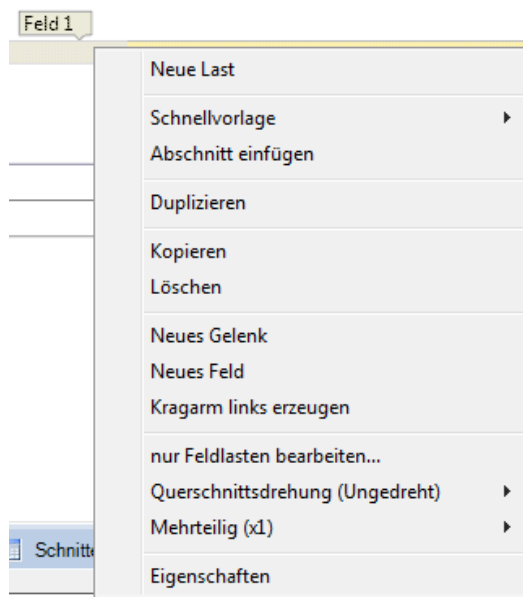 Feld 1
Neue Last
Schnellvorlage
Abschnitt einfügen
Duplizieren
Kopieren
Löschen
Neues Gelenk
Neues Feld
Kragarm links erzeugen
nur Feldlasten bearbeiten...
Querschnittsdrehung (Ungedreht)
Mehrteilig (x1)
Schnitte
Eigenschaften